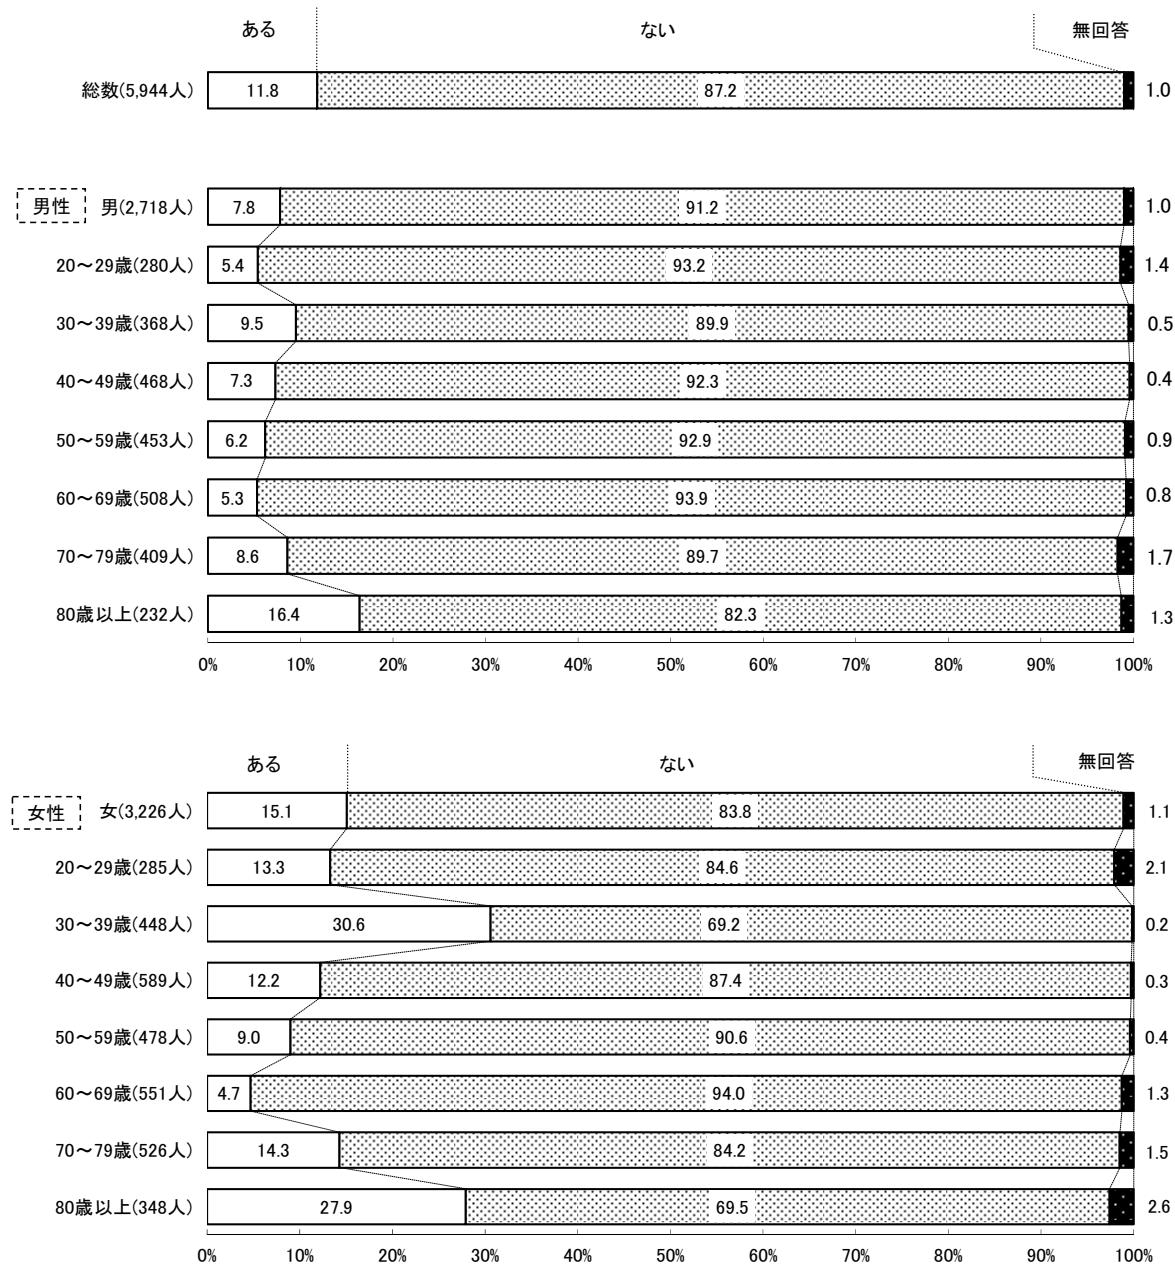 ある ない 無回答
総数(5,944人) 11.8 87.2 1.0
男性 男(2,718人) 7.8 91.2 1.0
20～29歳(280人) 5.4 93.2 1.4
30～39歳(368人) 9.5 89.9 0.5
40～49歳(468人) 7.3 92.3 0.4
50～59歳(453人) 6.2 92.9 0.9
60～69歳(508人) 5.3 93.9 0.8
70～79歳(409人) 8.6 89.7 1.7
80歳以上(232人) 16.4 82.3 1.3
0% 10% 20% 30% 40% 50% 60% 70% 80% 90% 100%
ある ない 無回答
女性 女(3,226人) 15.1 83.8 1.1
20～29歳(285人) 13.3 84.6 2.1
30～39歳(448人) 30.6 69.2 0.2
40～49歳(589人) 12.2 87.4 0.3
50～59歳(478人) 9.0 90.6 0.4
60～69歳(551人) 4.7 94.0 1.3
70～79歳(526人) 14.3 84.2 1.5
80歳以上(348人) 27.9 69.5 2.6
0% 10% 20% 30% 40% 50% 60% 70% 80% 90% 100%